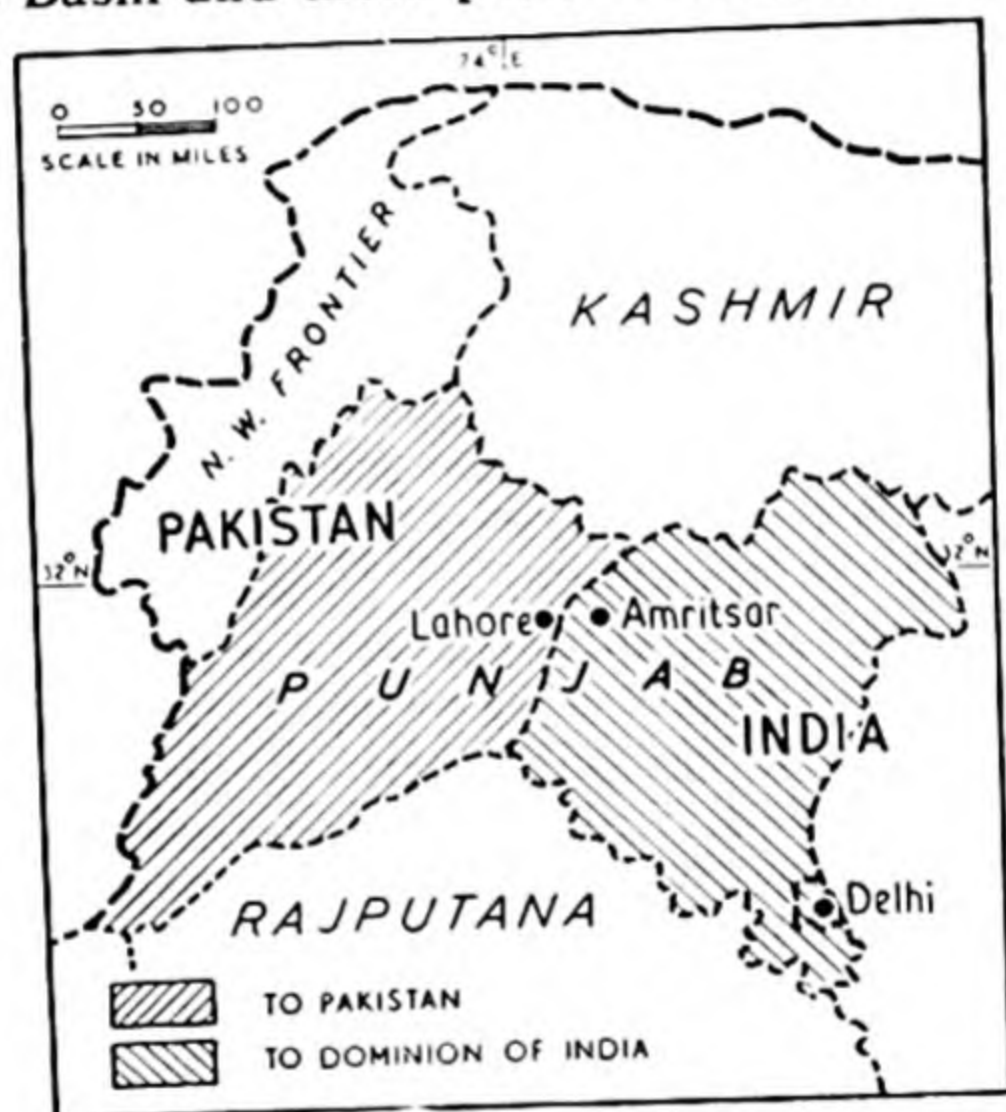 74° E
0 50 100
SCALE IN MILES
N. W. FRONTIER
KASHMIR
PAKISTAN
32° N
32° N
Lahore
Amritsar
PUNJAB
INDIA
Delhi
RAJPUTANA
TO PAKISTAN
TO DOMINION OF INDIA